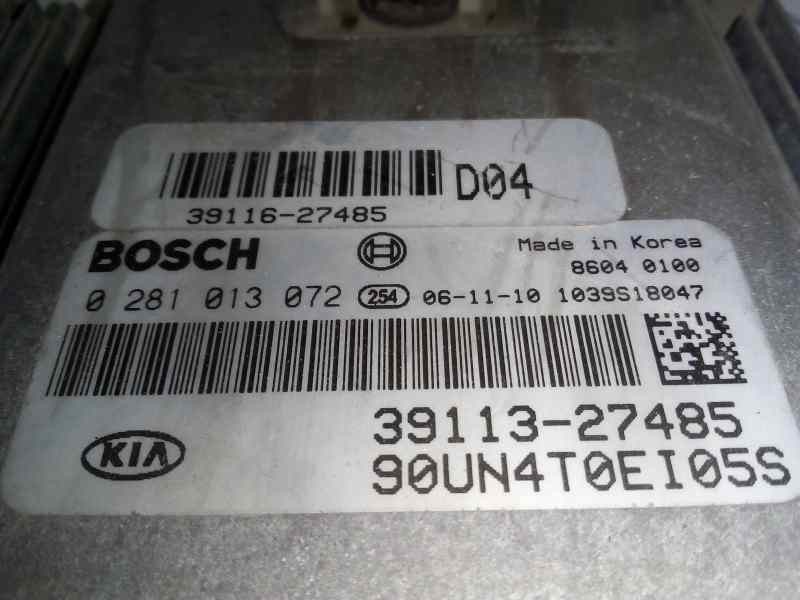 D04
39116-27485
BOSCH
Made in Korea
8604 0100
0 281 013 072 254 06-11-10 1039S18047
39113-27485
KIA
90UN4T0EI05S